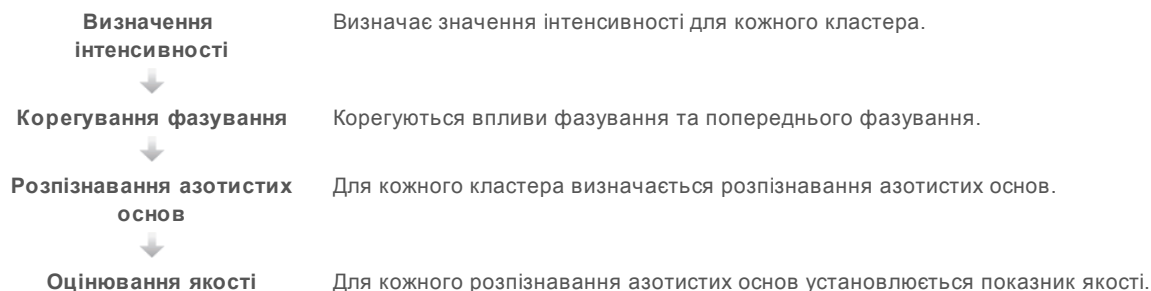 Визначення
інтенсивності
Визначає значення інтенсивності для кожного кластера.
Корегування фазування
Корегуються впливи фазування та попереднього фазування.
Розпізнавання азотистих
основ
Для кожного кластера визначається розпізнавання азотистих основ.
Оцінювання якості
Для кожного розпізнавання азотистих основ установлюється показник якості.